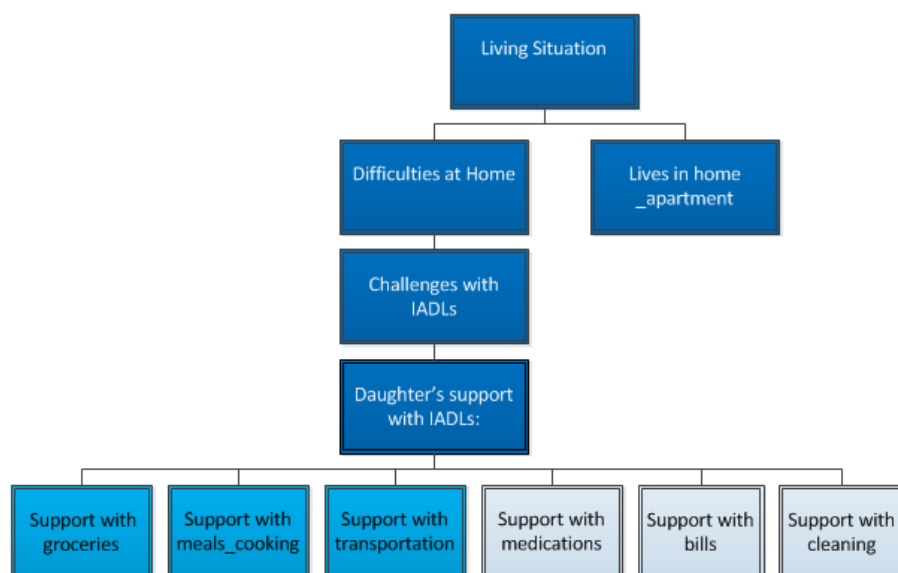 Living Situation
Difficulties at Home
Lives in home
_apartment
Challenges with
IADLs
Daughter’s support
with IADLs:
Support with
groceries
Support with
meals_cooking
Support with
transportation
Support with
medications
Support with
bills
Support with
cleaning